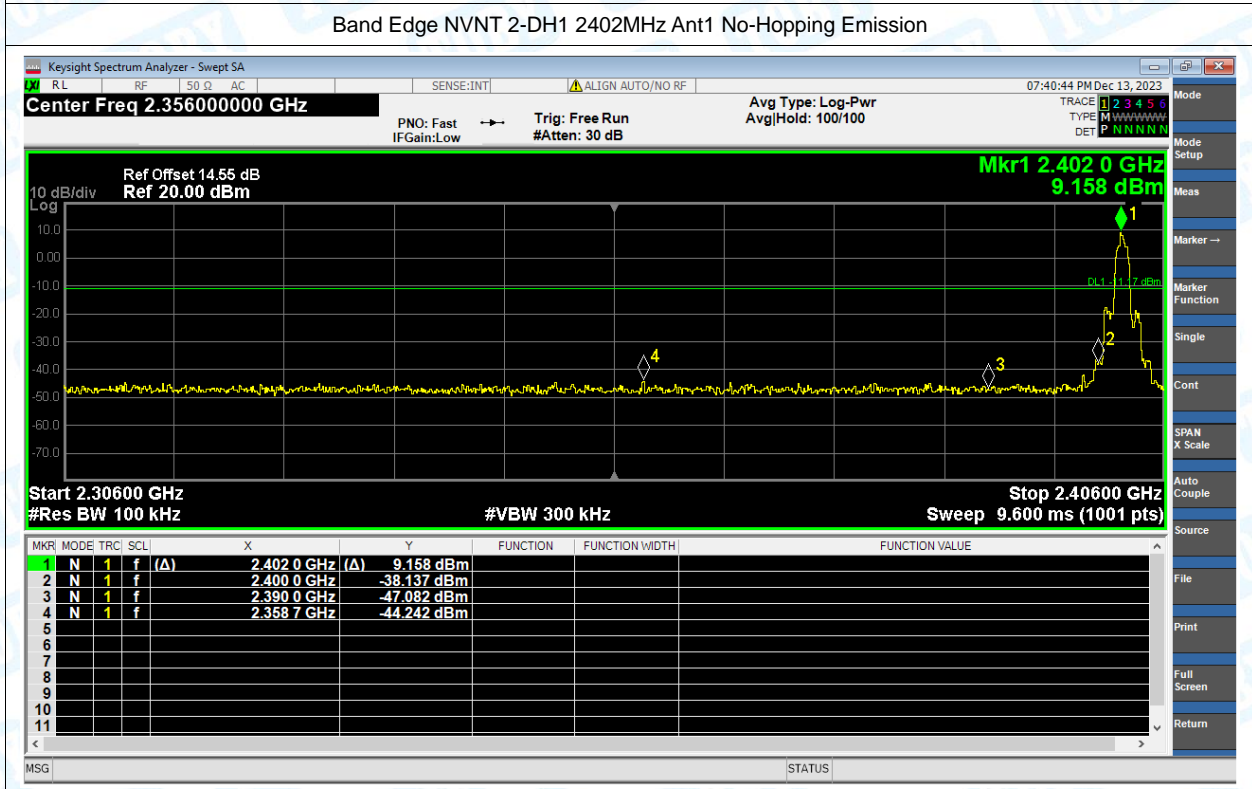 Band Edge NVNT 2-DH1 2402MHz Ant1 No-Hopping Emission
Keysight Spectrum Analyzer - Swept SA
LXI RL RF 50 Ω AC SENSE:INT ALIGN AUTO/NO RF 07:40:44 PM Dec 13, 2023
Center Freq 2.356000000 GHz
PNO: Fast
IFGain:Low
Trig: Free Run
#Atten: 30 dB
Avg Type: Log-Pwr
Avg|Hold: 100/100
TRACE 1 2 3 4 5 6
TYPE M WWWWW
DET P N N N N N
Mode
Mode Setup
Meas
Marker →
Marker Function
Single
Cont
SPAN X Scale
Auto Couple
Source
File
Print
Full Screen
Return
Mkr1 2.402 0 GHz
9.158 dBm
Ref Offset 14.55 dB
10 dB/div Ref 20.00 dBm
Log
10.0
0.00
-10.0
-20.0
-30.0
-40.0
-50.0
-60.0
-70.0
1
DL1 dBm
2
3
4
Start 2.30600 GHz Stop 2.40600 GHz
#Res BW 100 kHz #VBW 300 kHz Sweep 9.600 ms (1001 pts)
MKR MODE TRC SCL X Y FUNCTION FUNCTION WIDTH FUNCTION VALUE
1 N 1 f (Δ) 2.402 0 GHz (Δ) 9.158 dBm
2 N 1 f 2.400 0 GHz -38.137 dBm
3 N 1 f 2.390 0 GHz -47.082 dBm
4 N 1 f 2.358 7 GHz -44.242 dBm
5
6
7
8
9
10
11
MSG STATUS